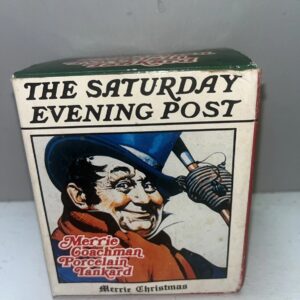 THE SATURDAY
EVENING POST
Merrie
Coachman
Porcelain
Tankard
Merrie Christmas